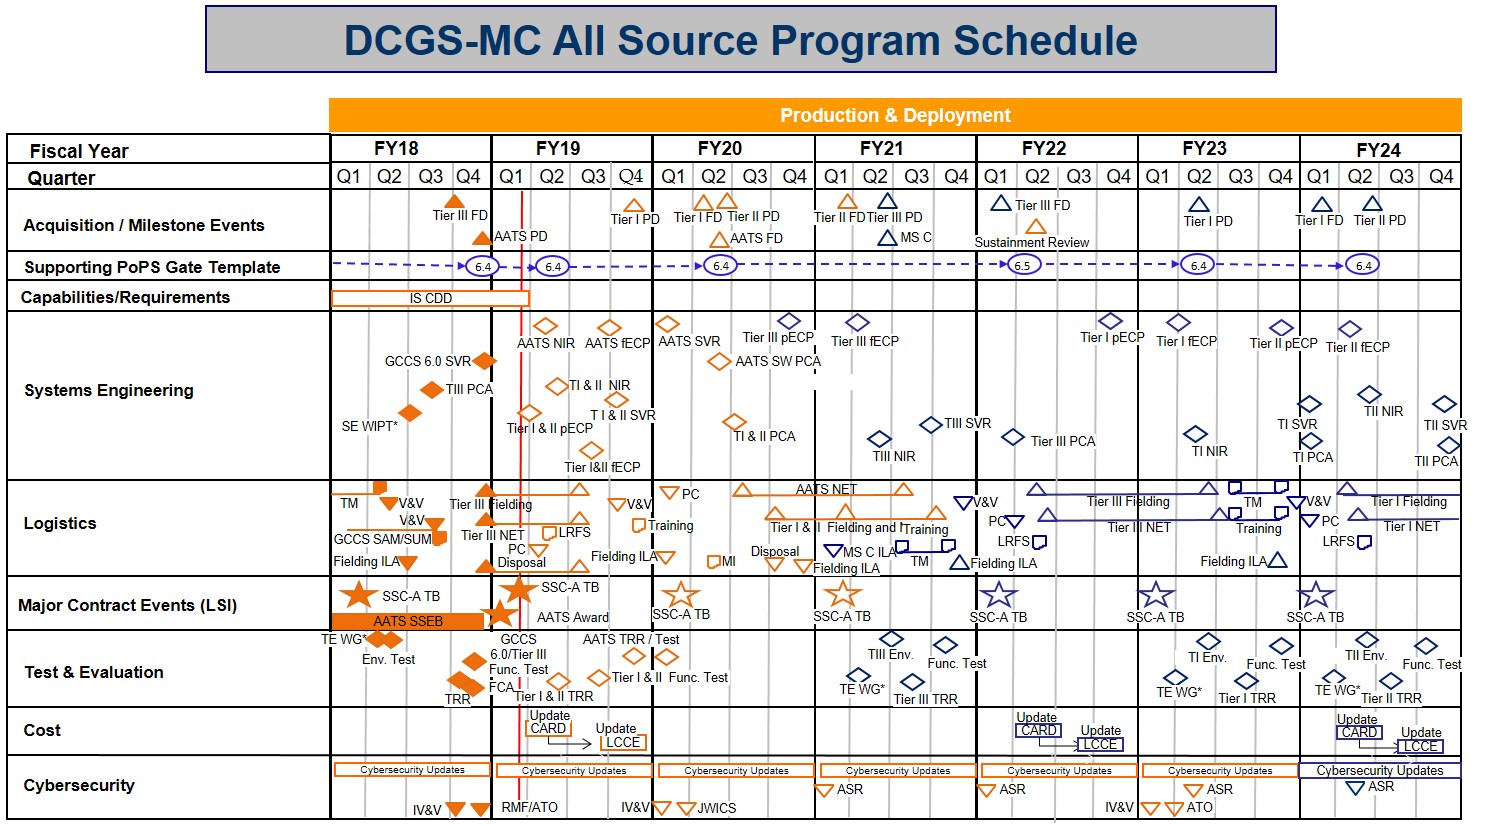 DCGS-MC All Source Program Schedule
Production & Deployment
Fiscal Year FY18 FY19 FY20 FY21 FY22 FY23 FY24
Quarter Q1 Q2 Q3 Q4 Q1 Q2 Q3 Q4 Q1 Q2 Q3 Q4 Q1 Q2 Q3 Q4 Q1 Q2 Q3 Q4 Q1 Q2 Q3 Q4 Q1 Q2 Q3 Q4
Acquisition / Milestone Events
Tier III FD Tier I PD Tier I FD Tier II PD Tier II FD Tier III PD Tier III FD Tier I PD Tier I FD Tier II PD
AATS PD AATS FD MS C Sustainment Review
Supporting PoPS Gate Template 6.4 6.4 6.4 6.5 6.4 6.4
Capabilities/Requirements IS CDD
Systems Engineering
AATS NIR AATS fECP AATS SVR Tier III pECP Tier III fECP Tier I pECP Tier I fECP Tier II pECP Tier II fECP
GCCS 6.0 SVR AATS SW PCA
TIII PCA TI & II NIR
SE WIPT* T I & II SVR TII NIR
Tier I & II pECP TI & II PCA TIII SVR Tier III PCA TI SVR TII SVR
Tier I&II fECP TIII NIR TI NIR TI PCA TII PCA
Logistics
TM V&V Tier III Fielding V&V PC AATS NET V&V Tier III Fielding TM V&V Tier I Fielding
V&V Tier III NET LRFS Training Tier I & II Fielding and NET Training PC Tier III NET Training PC Tier I NET
GCCS SAM/SUM PC LRFS LRFS
Fielding ILA Disposal Fielding ILA MI Disposal Fielding ILA MS C ILA TM Fielding ILA Fielding ILA
Major Contract Events (LSI)
SSC-A TB SSC-A TB SSC-A TB SSC-A TB SSC-A TB SSC-A TB SSC-A TB
AATS SSEB AATS Award
Test & Evaluation
TE WG* Env. Test GCCS 6.0/Tier III Func. Test AATS TRR / Test TIII Env. Func. Test TI Env. Func. Test TII Env. Func. Test
TRR FCA Tier I & II TRR Tier I & II Func. Test TE WG* Tier III TRR TE WG* Tier I TRR TE WG* Tier II TRR
Cost
Update CARD Update LCCE Update CARD Update LCCE Update CARD Update LCCE
Cybersecurity
Cybersecurity Updates Cybersecurity Updates Cybersecurity Updates Cybersecurity Updates Cybersecurity Updates Cybersecurity Updates Cybersecurity Updates
ASR ASR ASR ASR
IV&V RMF/ATO IV&V JWICS IV&V ATO